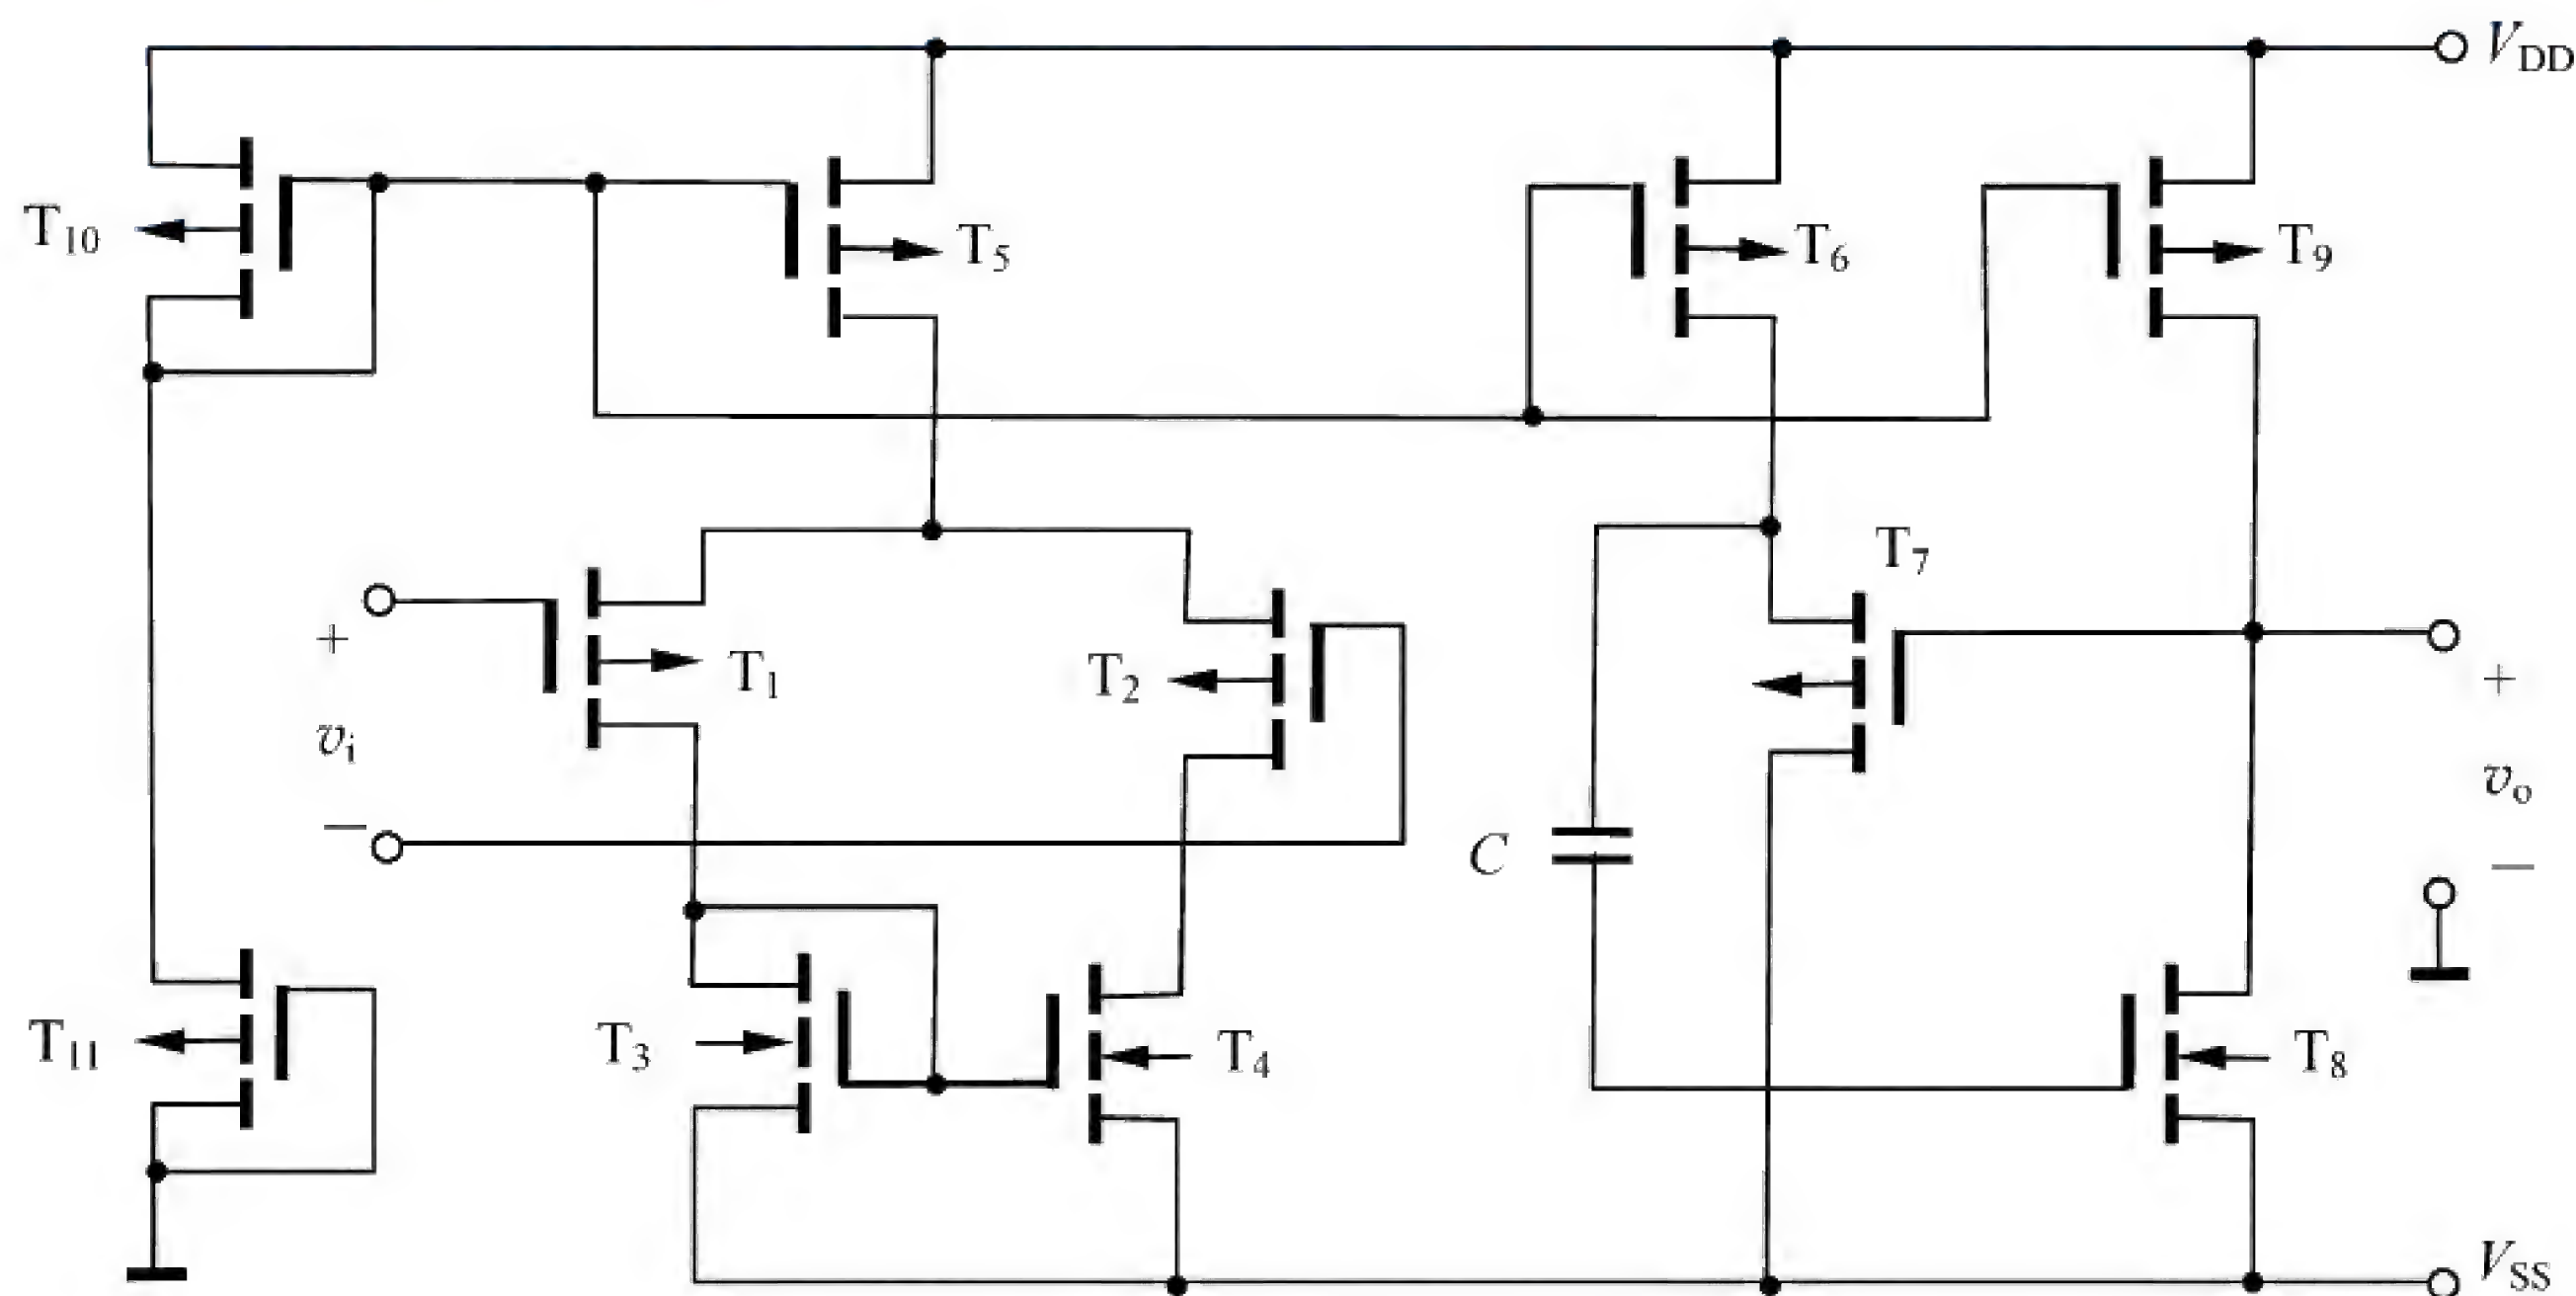 V_DD
T_10
T_5
T_6
T_9
T_7
+
T_1
T_2
+
v_i
v_o
−
C
−
T_11
T_3
T_4
T_8
V_SS